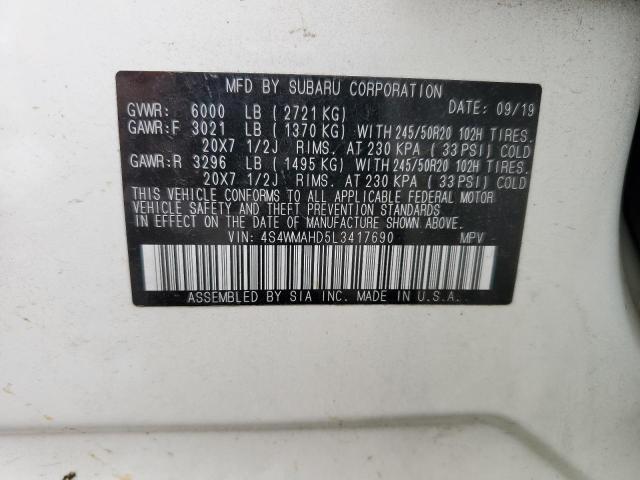 MFD BY SUBARU CORPORATION
GVWR: 6000 LB ( 2721 KG) DATE: 09/19
GAWR:F 3021 LB ( 1370 KG) WITH 245/50R20 102H TIRES.
20X7 1/2J RIMS. AT 230 KPA ( 33 PSI) COLD
GAWR:R 3296 LB ( 1495 KG) WITH 245/50R20 102H TIRES.
20X7 1/2J RIMS. AT 230 KPA ( 33 PSI) COLD
THIS VEHICLE CONFORMS TO ALL APPLICABLE FEDERAL MOTOR
VEHICLE SAFETY AND THEFT PREVENTION STANDARDS
IN EFFECT ON THE DATE OF MANUFACTURE SHOWN ABOVE.
VIN: 4S4WMAHD5L3417690 MPV
ASSEMBLED BY SIA INC. MADE IN U.S.A.